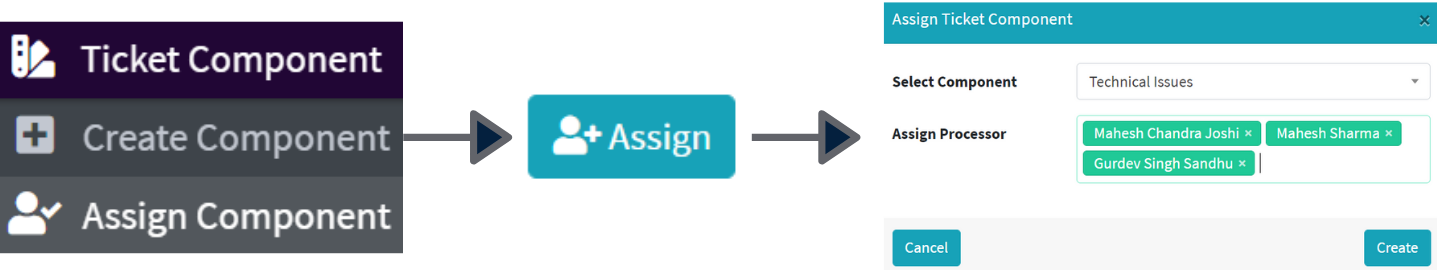 Ticket Component
Create Component
Assign Component
Assign
Assign Ticket Component ×
Select Component Technical Issues
Assign Processor Mahesh Chandra Joshi × Mahesh Sharma ×
Gurdev Singh Sandhu ×
Cancel Create